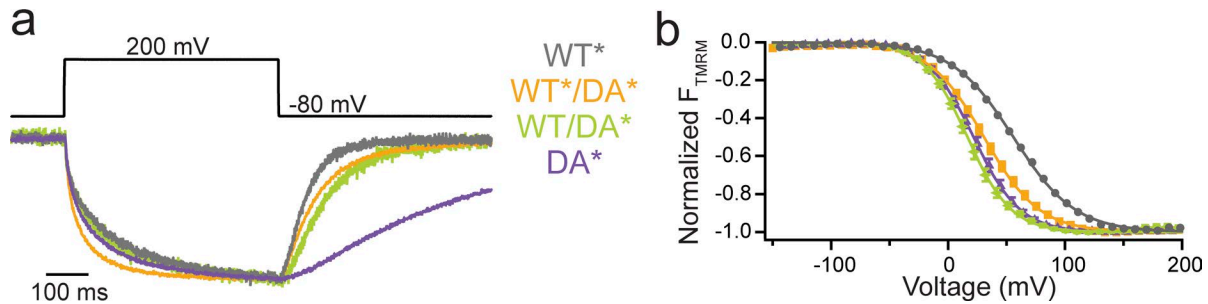 a
200 mV
-80 mV
100 ms
WT*
WT*/DA*
WT/DA*
DA*
b
Normalized F_TMRM
0.0
-0.2
-0.4
-0.6
-0.8
-1.0
-100 0 100 200
Voltage (mV)